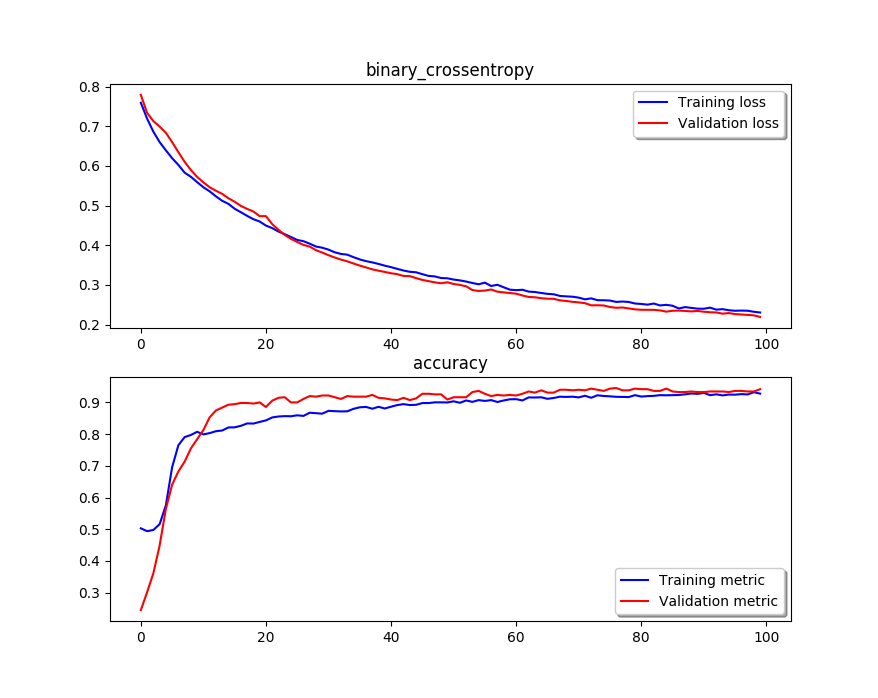 binary_crossentropy
0.8
0.7
0.6
0.5
0.4
0.3
0.2
Training loss
Validation loss
0 20 40 60 80 100
accuracy
0.9
0.8
0.7
0.6
0.5
0.4
0.3
Training metric
Validation metric
0 20 40 60 80 100